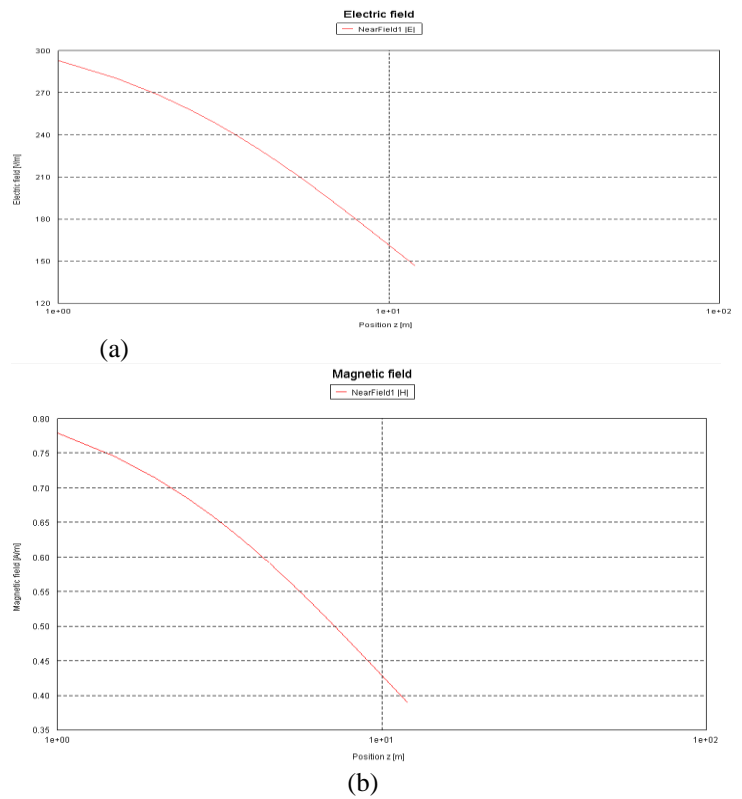 Electric field
NearField1 |E|
300
270
240
210
180
150
120
Electric field [V/m]
1e+00 1e+01 1e+02
Position z [m]
(a)
Magnetic field
NearField1 |H|
0.80
0.75
0.70
0.65
0.60
0.55
0.50
0.45
0.40
0.35
Magnetic field [A/m]
1e+00 1e+01 1e+02
Position z [m]
(b)